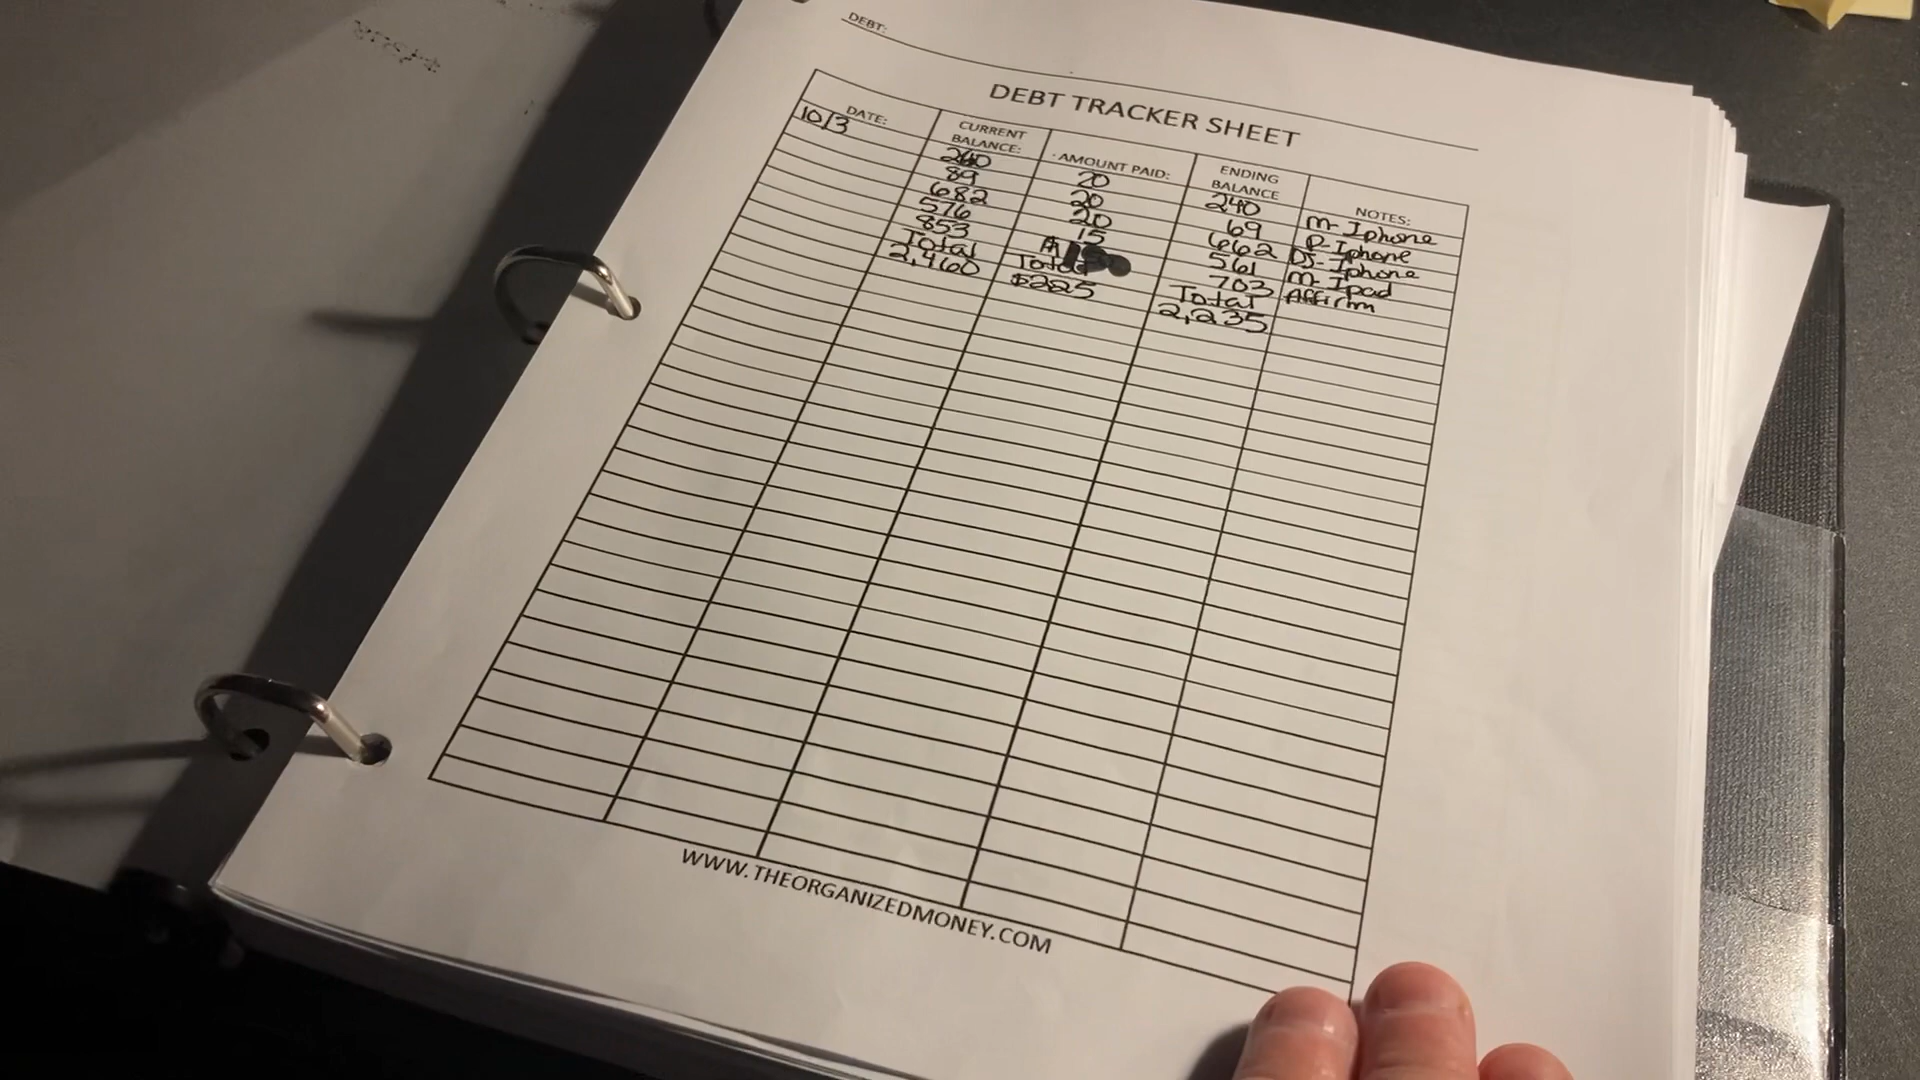 DEBT:
DEBT TRACKER SHEET
DATE: CURRENT BALANCE: AMOUNT PAID: ENDING BALANCE NOTES:
10/3 20 240 M- Iphone
89 20 69 P- Iphone
682 20 662 DJ- Iphone
576 15 561 M- Ipad
853 703 Affirm
Total Total Total
2,460 $225 2,235
WWW.THEORGANIZEDMONEY.COM